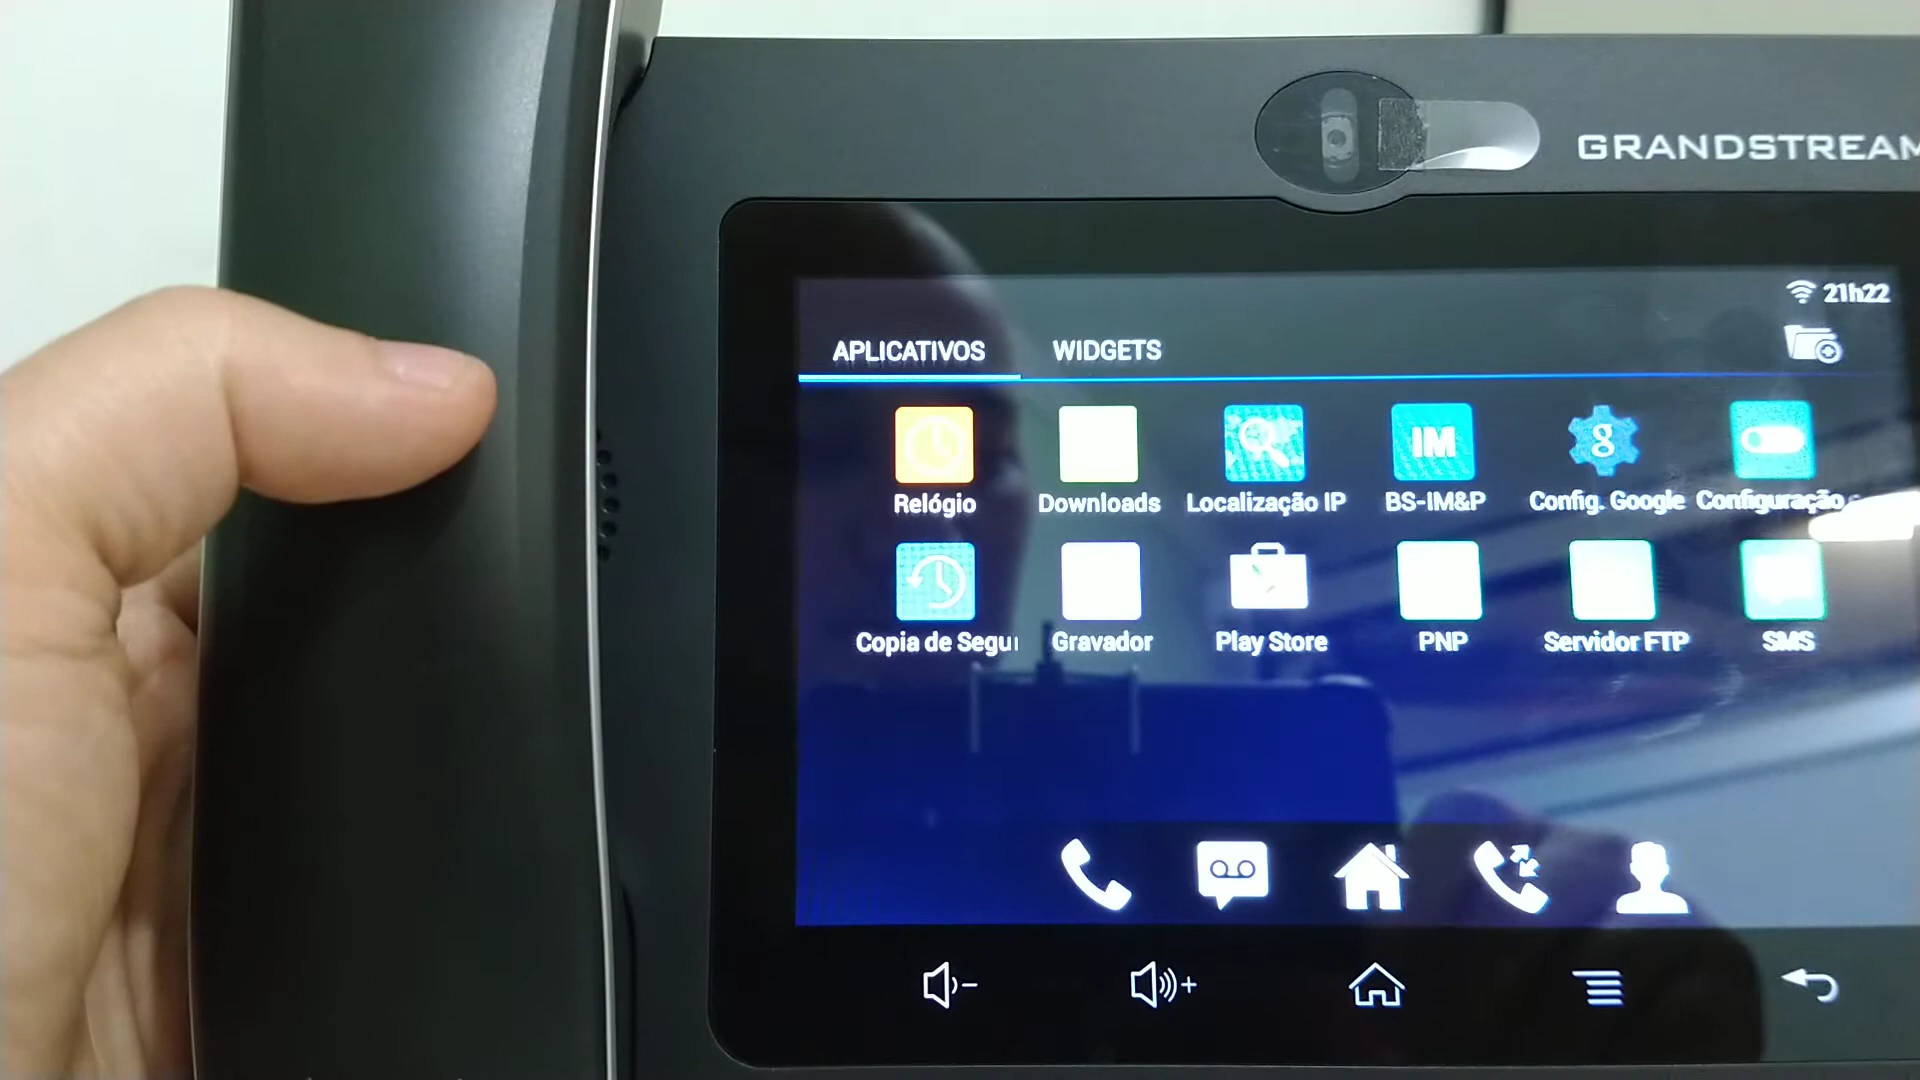 GRANDSTREAM
21h22
APLICATIVOS WIDGETS
IM
g
Relógio Downloads Localização IP BS-IM&P Config. Google Configuração
Copia de Segu Gravador Play Store PNP Servidor FTP SMS